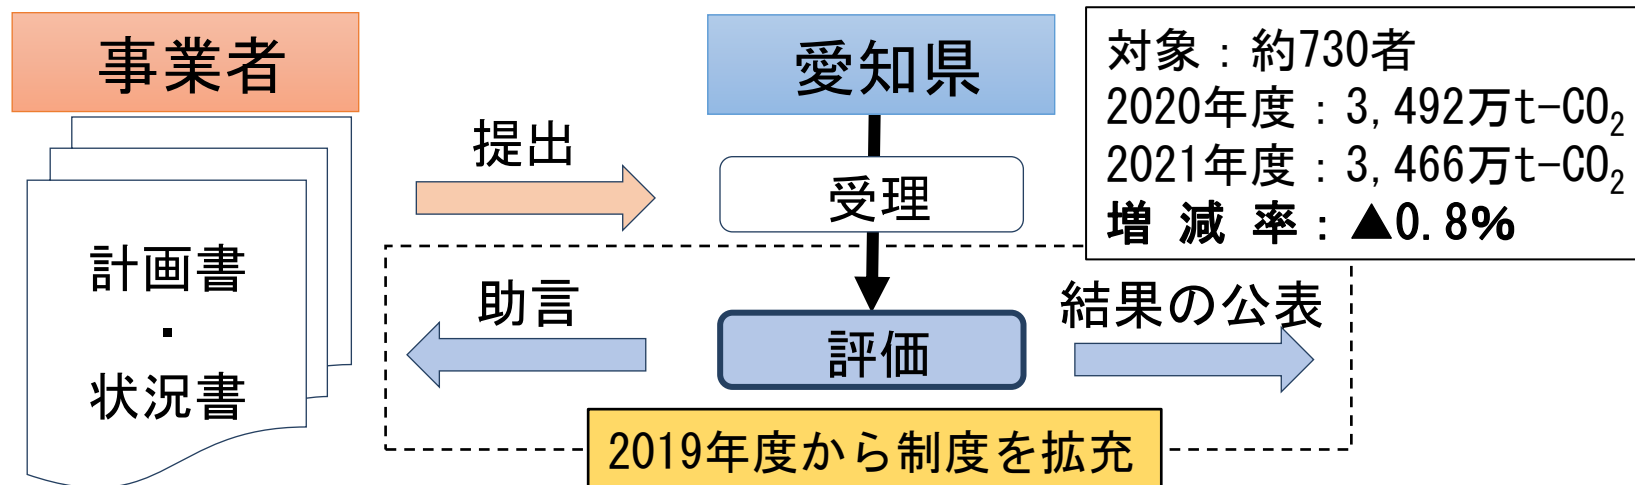 事業者
愛知県
対象：約730者
2020年度：3,492万t-CO₂
2021年度：3,466万t-CO₂
増 減 率：▲0.8%
提出
受理
計画書
・
状況書
助言
評価
結果の公表
2019年度から制度を拡充